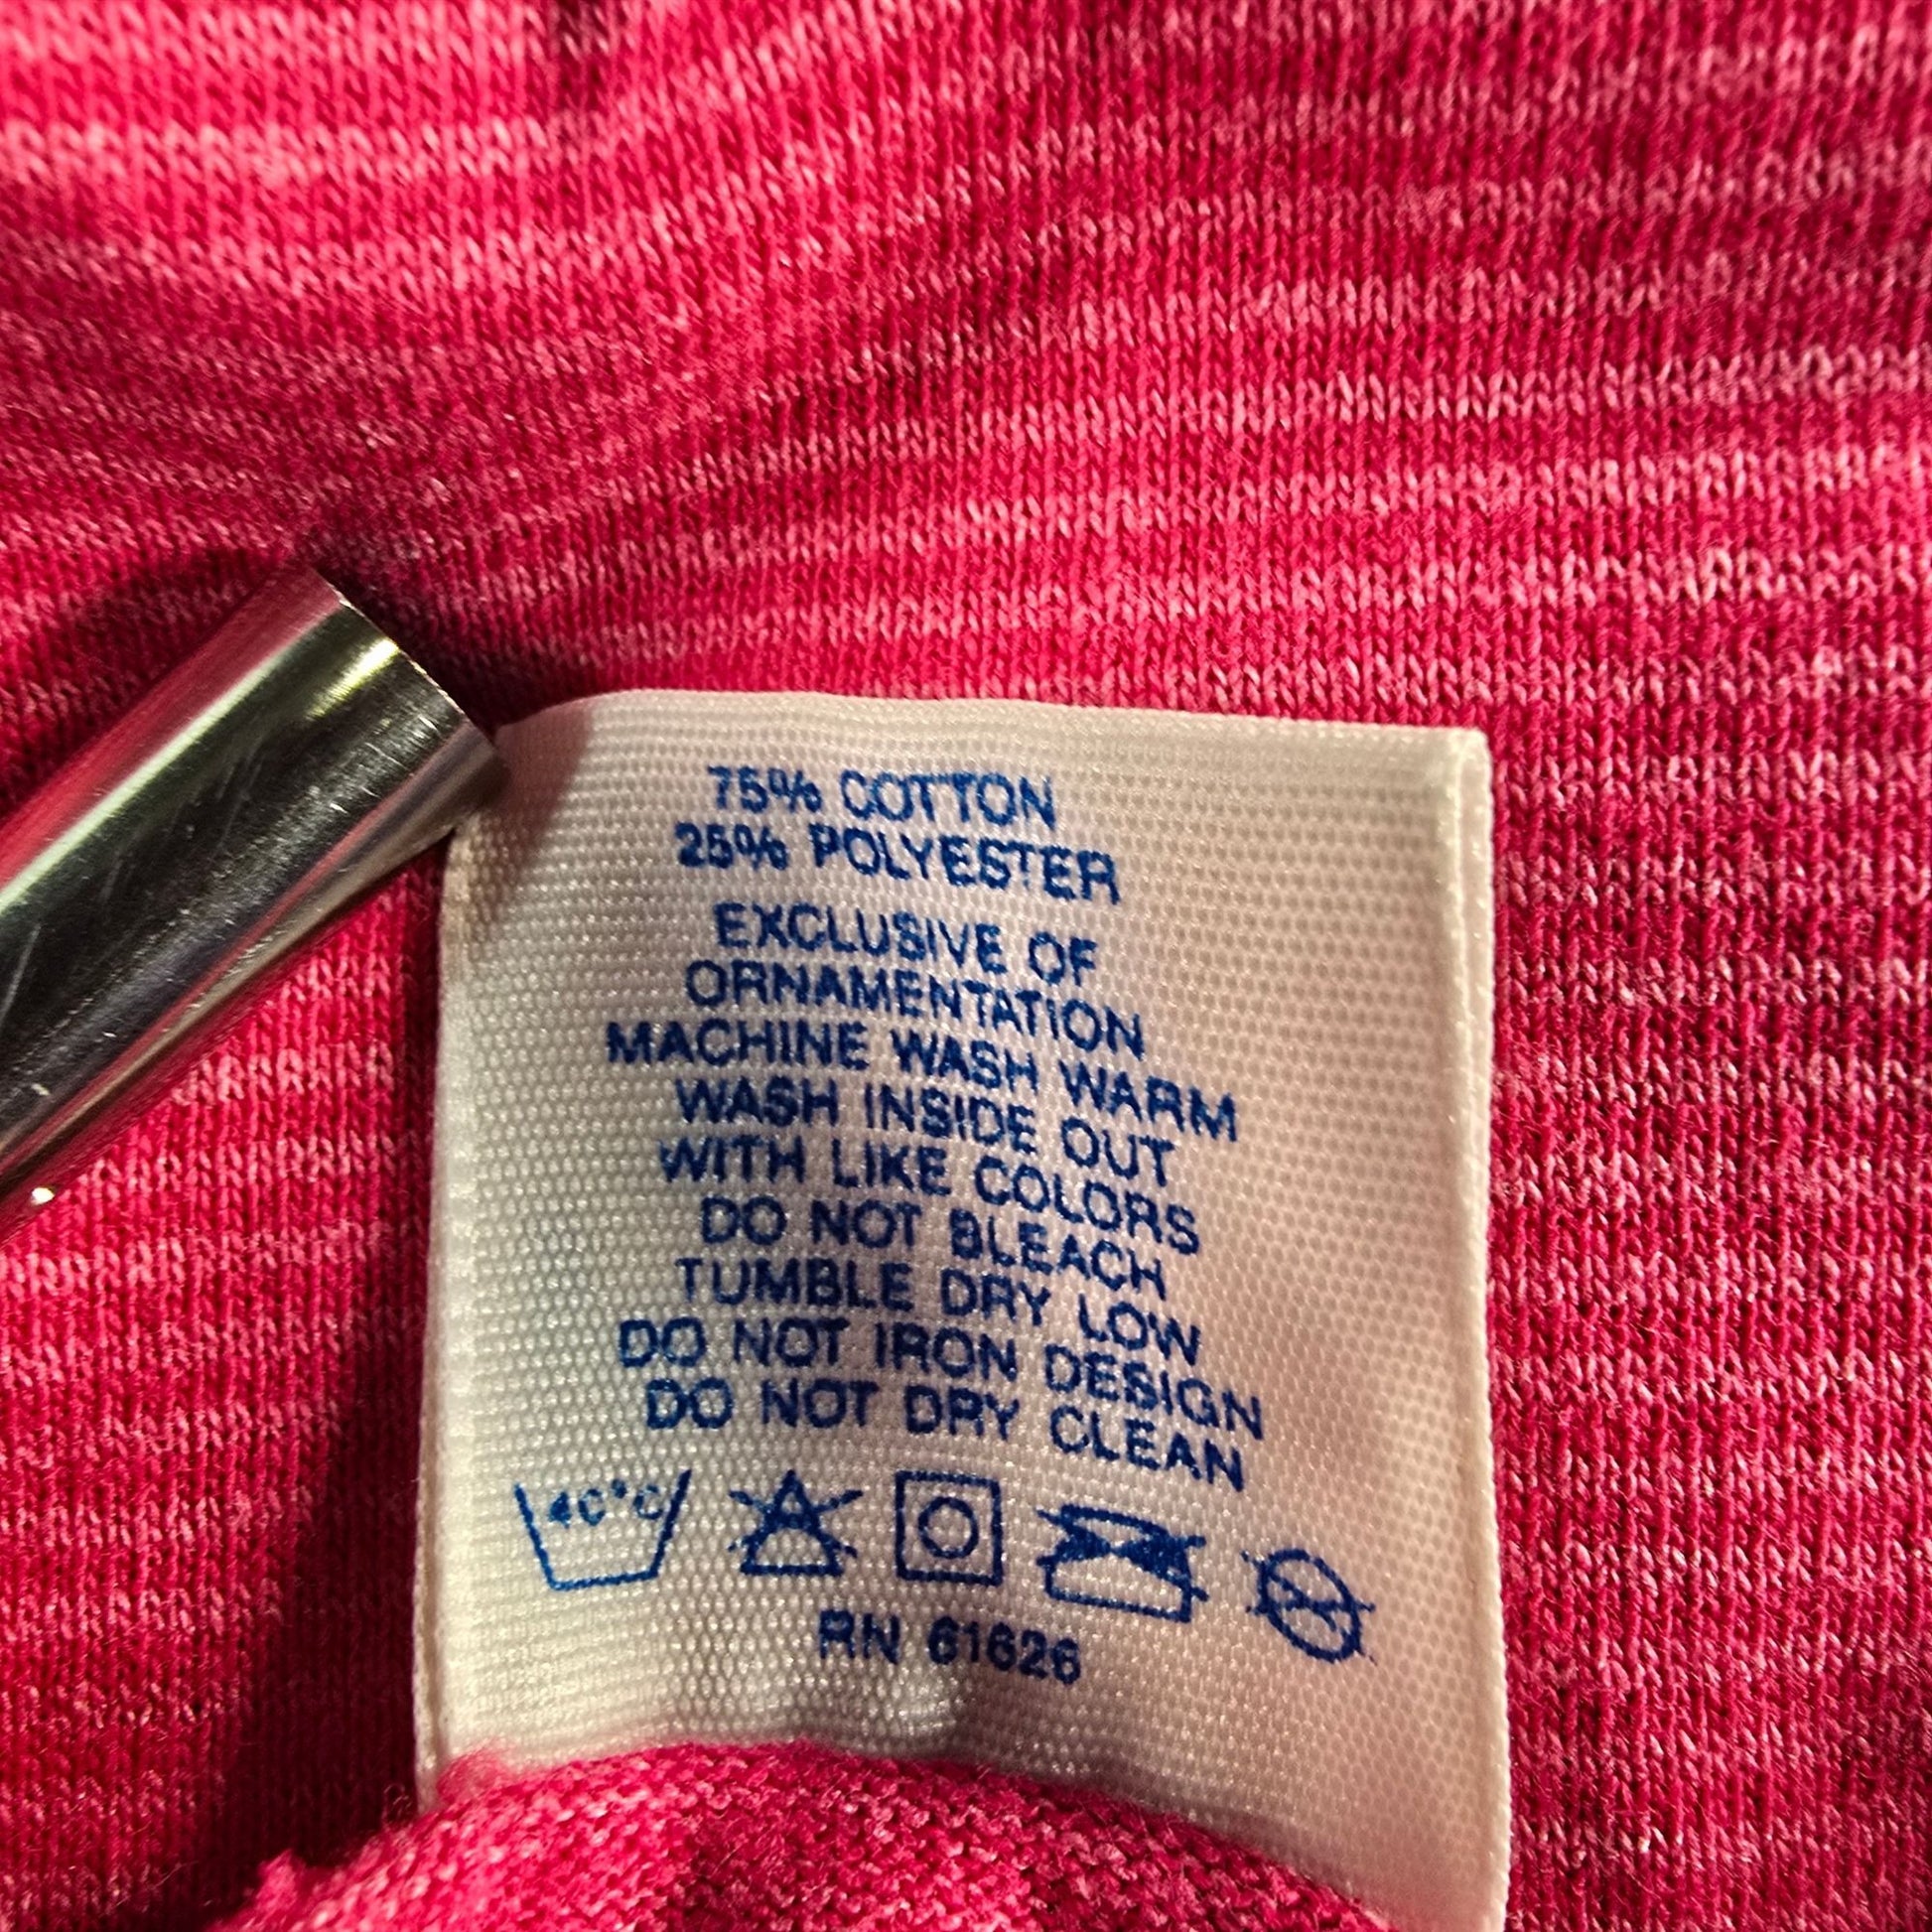 75% COTTON
25% POLYESTER
EXCLUSIVE OF
ORNAMENTATION
MACHINE WASH WARM
WASH INSIDE OUT
WITH LIKE COLORS
DO NOT BLEACH
TUMBLE DRY LOW
DO NOT IRON DESIGN
DO NOT DRY CLEAN
40°C
RN 61626